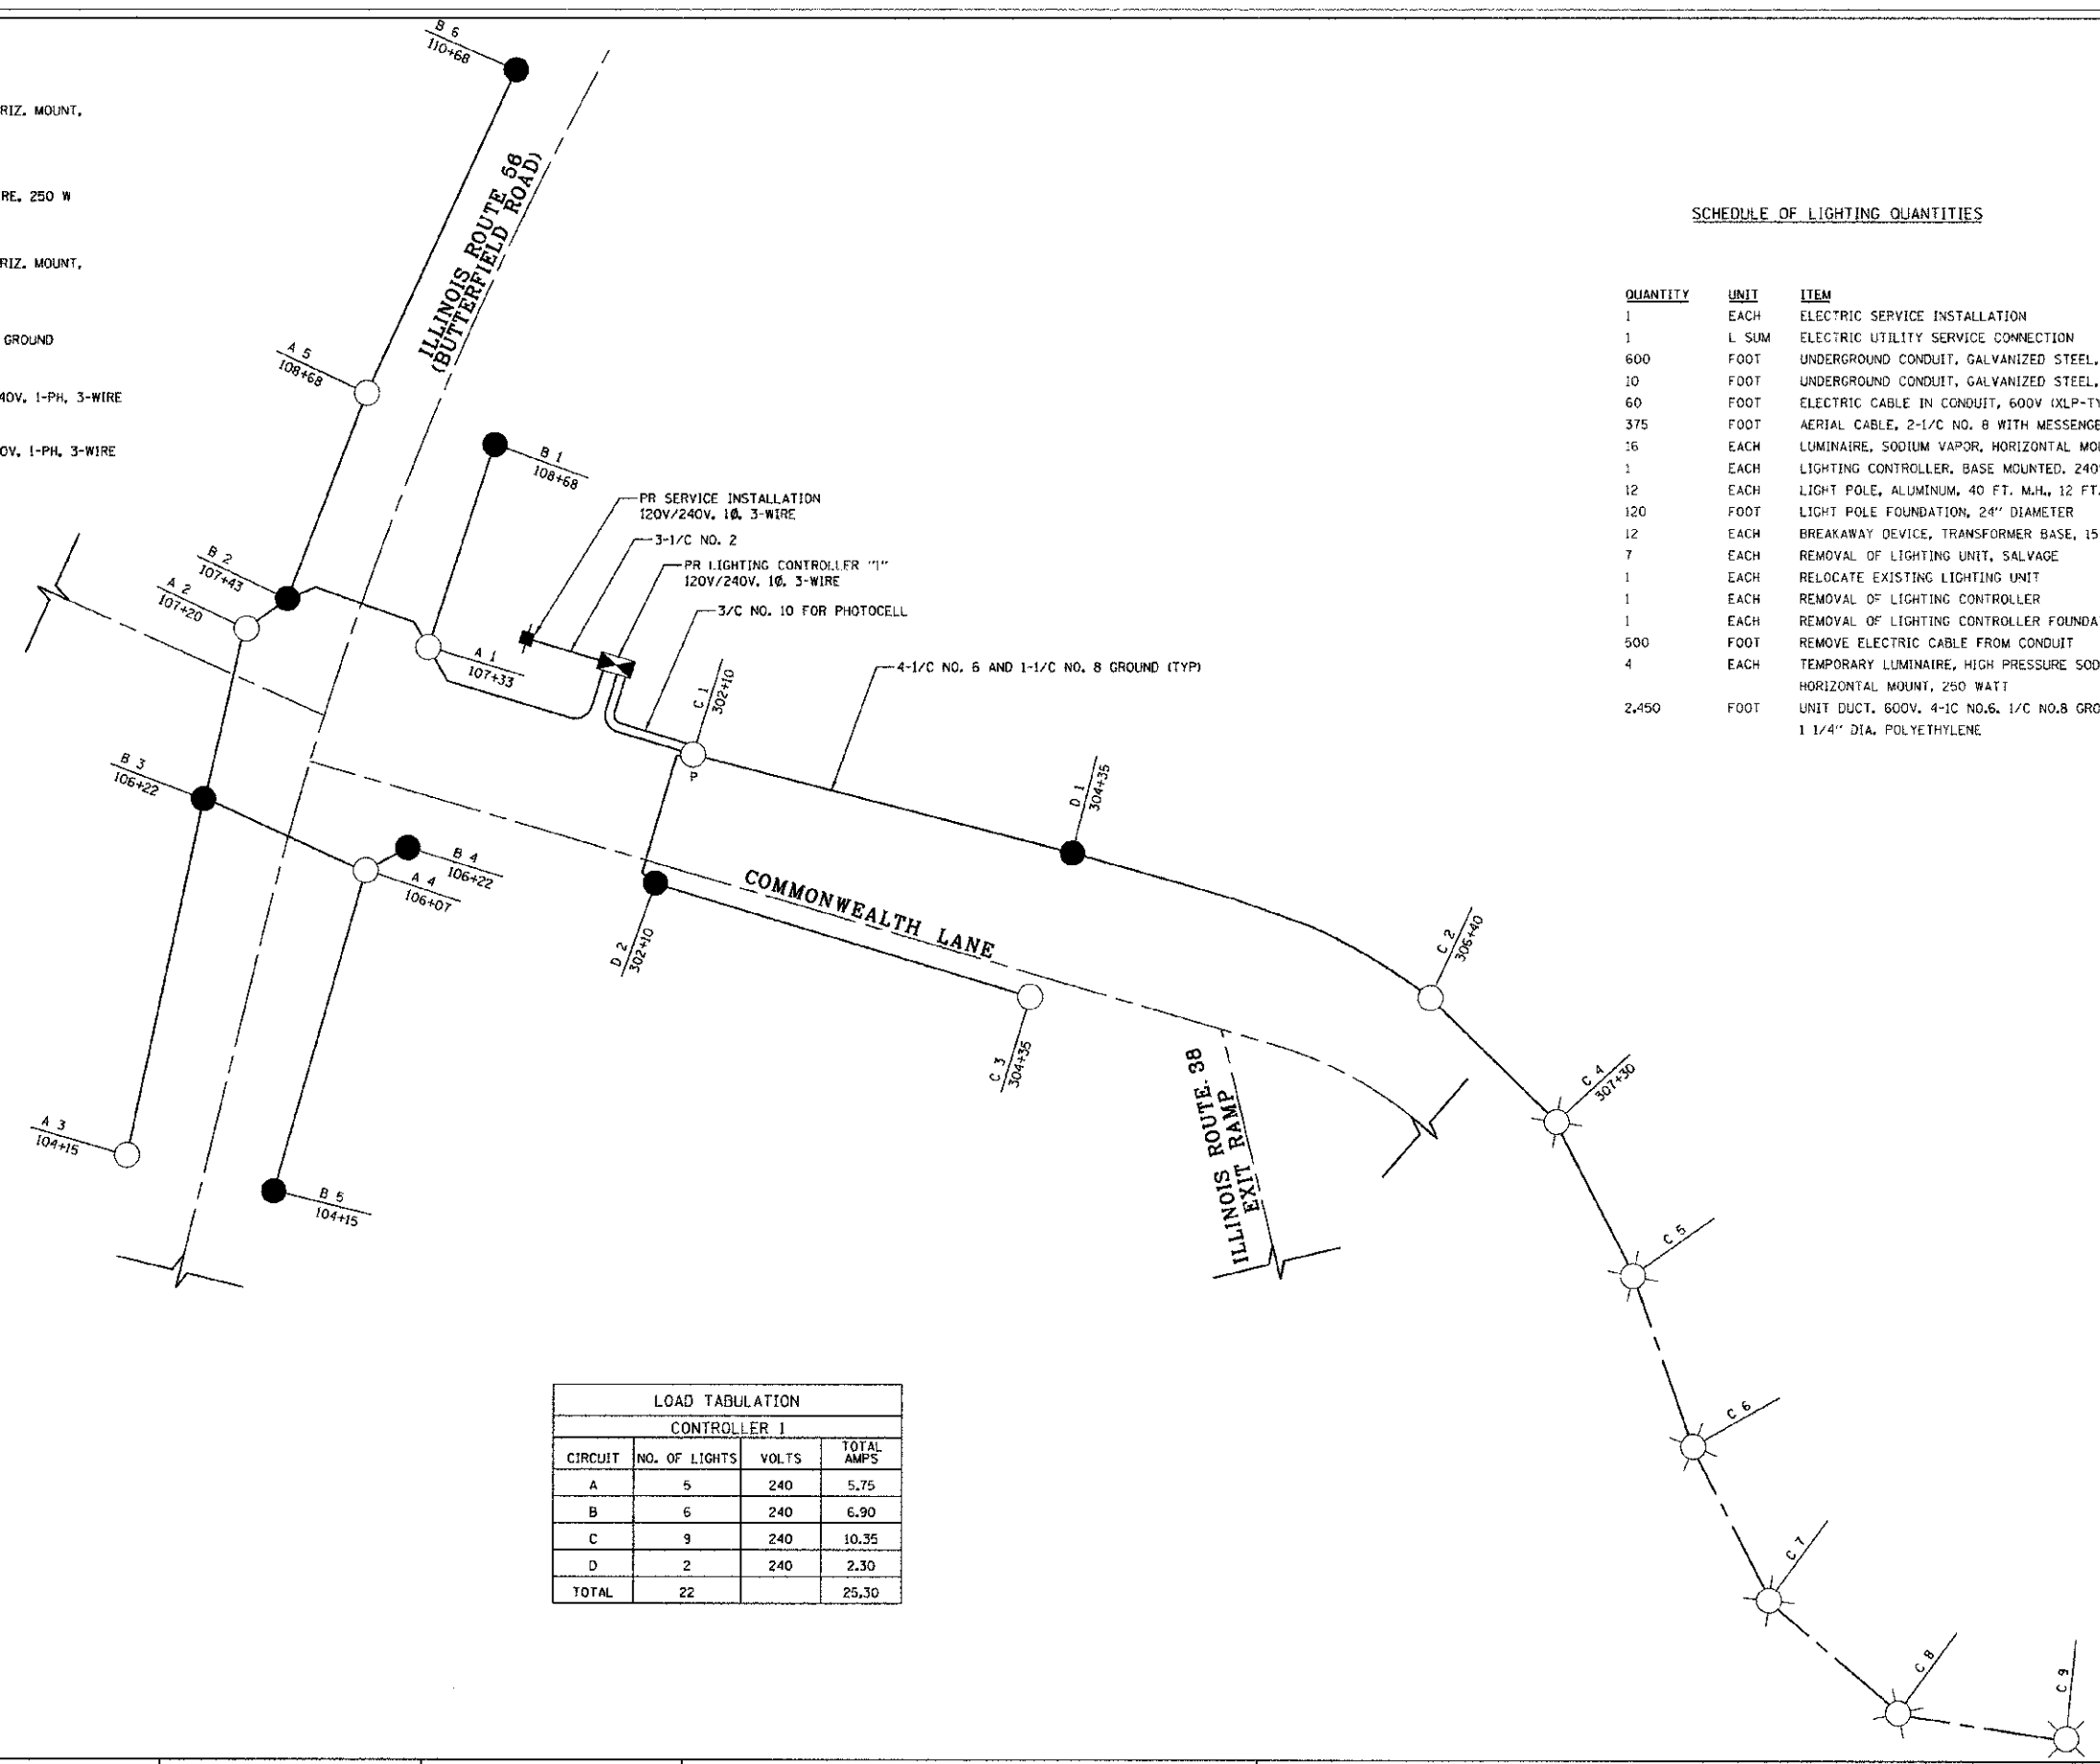 RIZ. MOUNT,
RE, 250 W
RIZ. MOUNT,
GROUND
40V, 1-PH, 3-WIRE
0V, 1-PH, 3-WIRE
B 6
110+68
ILLINOIS ROUTE 56
(BUTTERFIELD ROAD)
A 5
108+68
B 1
108+68
B 2
107+43
A 2
107+20
A 1
107+33
PR SERVICE INSTALLATION
120V/240V, 1Ø, 3-WIRE
3-1/C NO. 2
PR LIGHTING CONTROLLER "1"
120V/240V, 1Ø, 3-WIRE
3/C NO. 10 FOR PHOTOCELL
C 1
302+10
P
4-1/C NO. 6 AND 1-1/C NO. 8 GROUND (TYP)
B 3
106+22
B 4
106+22
A 4
106+07
D 1
304+35
D 2
302+10
COMMONWEALTH LANE
C 3
304+35
C 2
306+40
C 4
307+30
A 3
104+15
B 5
104+15
ILLINOIS ROUTE 38
EXIT RAMP
C 5
C 6
C 7
C 8
C 9
SCHEDULE OF LIGHTING QUANTITIES
QUANTITY UNIT ITEM
1 EACH ELECTRIC SERVICE INSTALLATION
1 L SUM ELECTRIC UTILITY SERVICE CONNECTION
600 FOOT UNDERGROUND CONDUIT, GALVANIZED STEEL,
10 FOOT UNDERGROUND CONDUIT, GALVANIZED STEEL,
60 FOOT ELECTRIC CABLE IN CONDUIT, 600V (XLP-TY
375 FOOT AERIAL CABLE, 2-1/C NO. 8 WITH MESSENGE
16 EACH LUMINAIRE, SODIUM VAPOR, HORIZONTAL MO
1 EACH LIGHTING CONTROLLER, BASE MOUNTED, 240
12 EACH LIGHT POLE, ALUMINUM, 40 FT. M.H., 12 FT.
120 FOOT LIGHT POLE FOUNDATION, 24" DIAMETER
12 EACH BREAKAWAY DEVICE, TRANSFORMER BASE, 15
7 EACH REMOVAL OF LIGHTING UNIT, SALVAGE
1 EACH RELOCATE EXISTING LIGHTING UNIT
1 EACH REMOVAL OF LIGHTING CONTROLLER
1 EACH REMOVAL OF LIGHTING CONTROLLER FOUNDA
500 FOOT REMOVE ELECTRIC CABLE FROM CONDUIT
4 EACH TEMPORARY LUMINAIRE, HIGH PRESSURE SOD
HORIZONTAL MOUNT, 250 WATT
2,450 FOOT UNIT DUCT, 600V, 4-1C NO.6, 1/C NO.8 GRO
1 1/4" DIA. POLYETHYLENE
LOAD TABULATION
CONTROLLER 1
CIRCUIT NO. OF LIGHTS VOLTS TOTAL AMPS
A 5 240 5.75
B 6 240 6.90
C 9 240 10.35
D 2 240 2.30
TOTAL 22 25.30